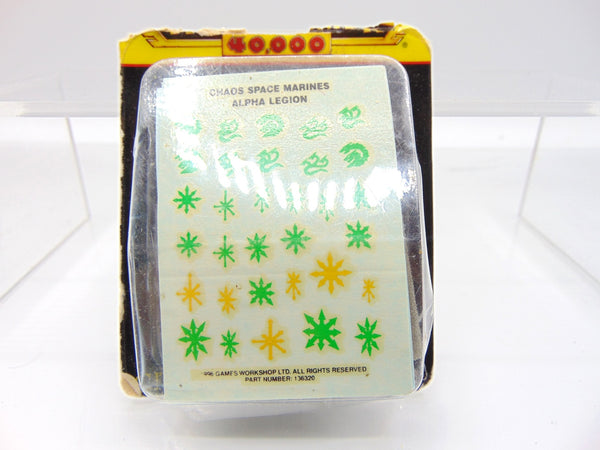 40,000
CHAOS SPACE MARINES
ALPHA LEGION
GAMES WORKSHOP LTD. ALL RIGHTS RESERVED
PART NUMBER: 136320